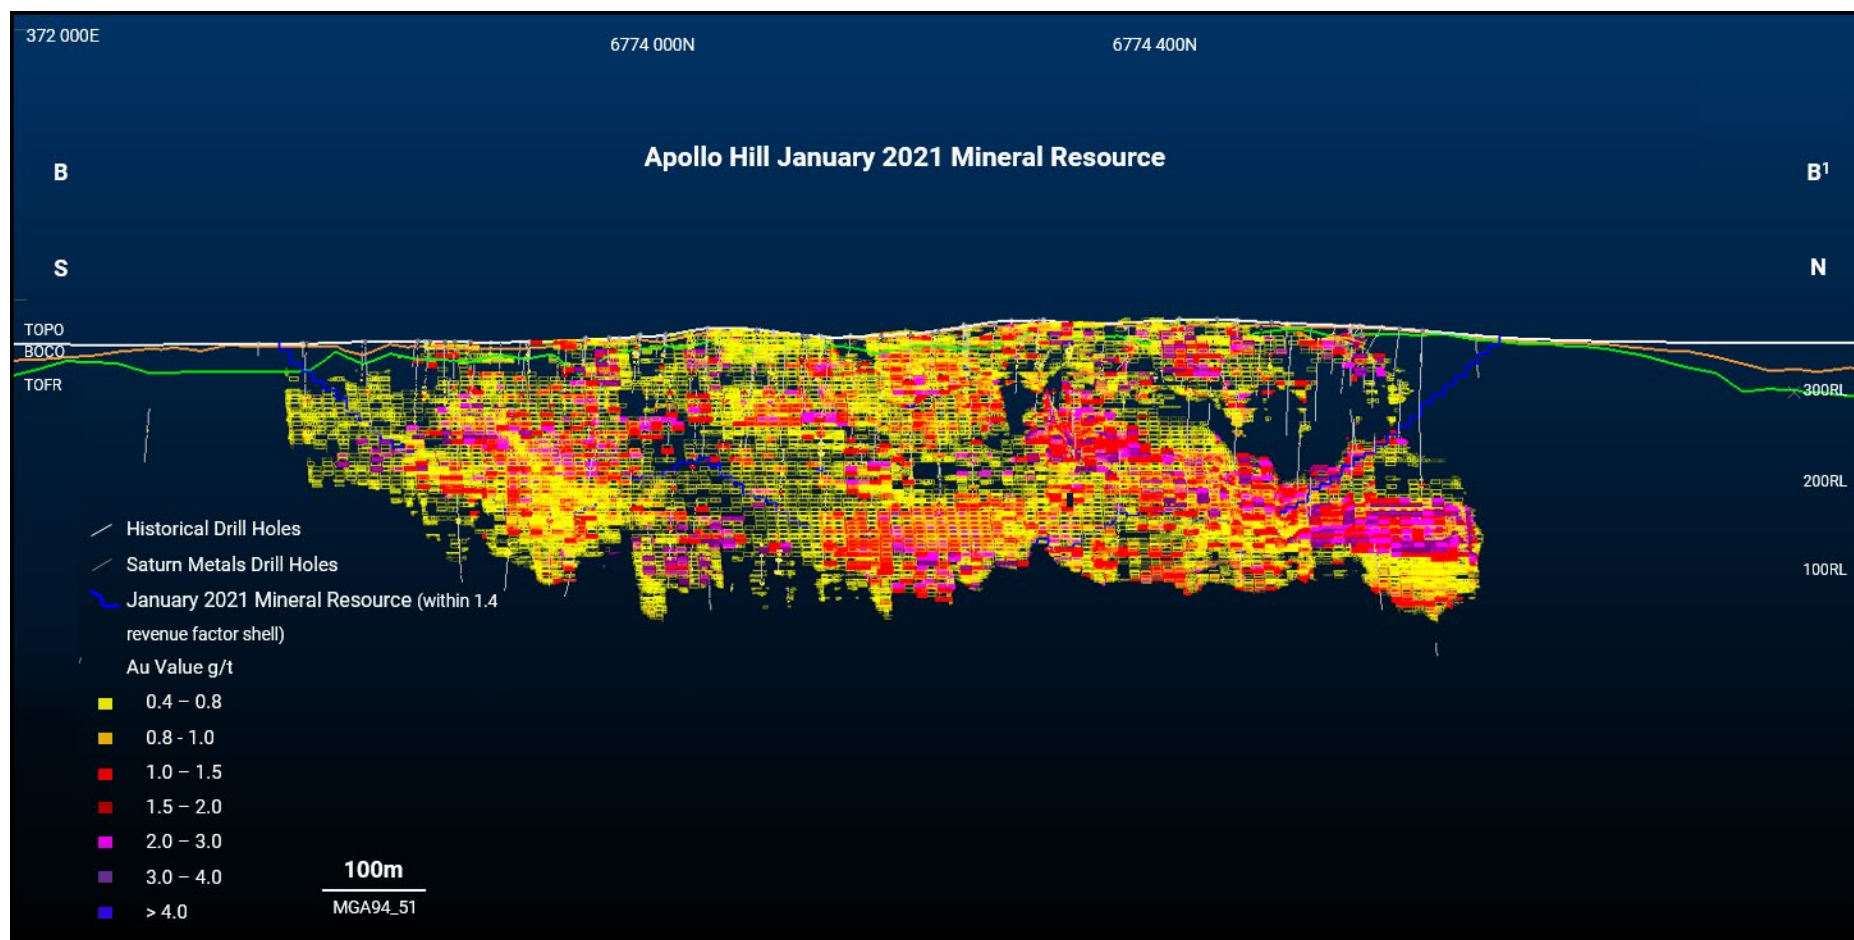 372 000E
6774 000N
6774 400N
Apollo Hill January 2021 Mineral Resource
B
B¹
S
N
TOPO
BOCO
TOFR
300RL
200RL
100RL
Historical Drill Holes
Saturn Metals Drill Holes
January 2021 Mineral Resource (within 1.4
revenue factor shell)
Au Value g/t
0.4 – 0.8
0.8 - 1.0
1.0 – 1.5
1.5 – 2.0
2.0 – 3.0
3.0 – 4.0
> 4.0
100m
MGA94_51